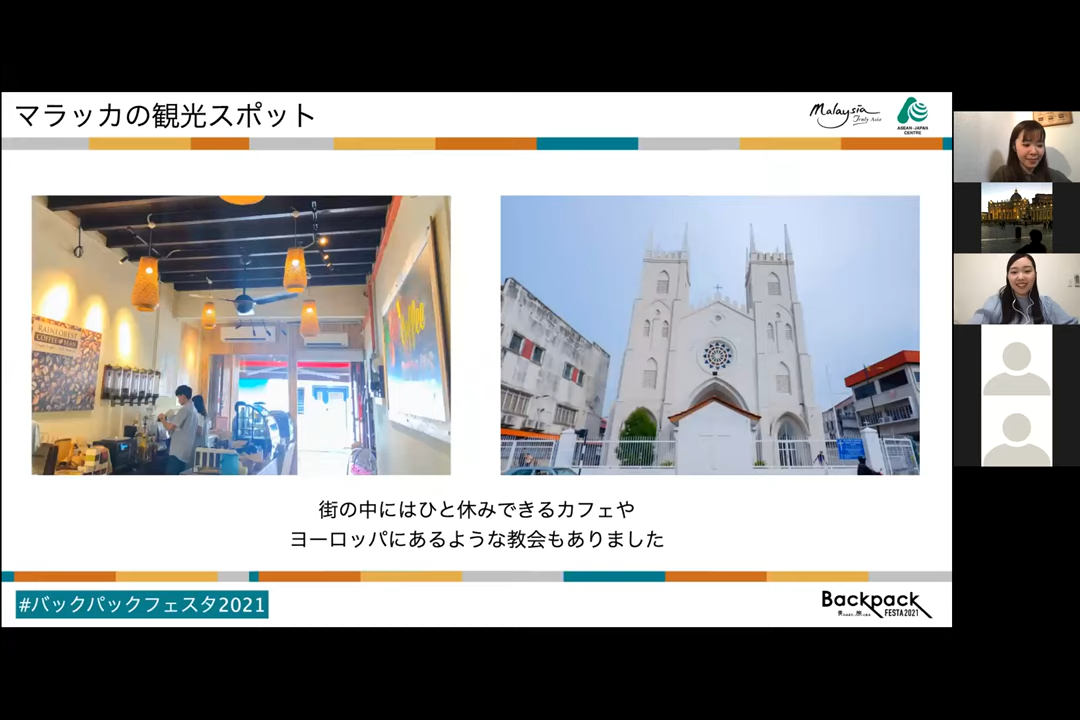 マラッカの観光スポット
Malaysia
Truly Asia
ASEAN-JAPAN
CENTRE
RAINFOREST
COFFEE BEAN
街の中にはひと休みできるカフェや
ヨーロッパにあるような教会もありました
#バックパックフェスタ2021
Backpack
FESTA2021